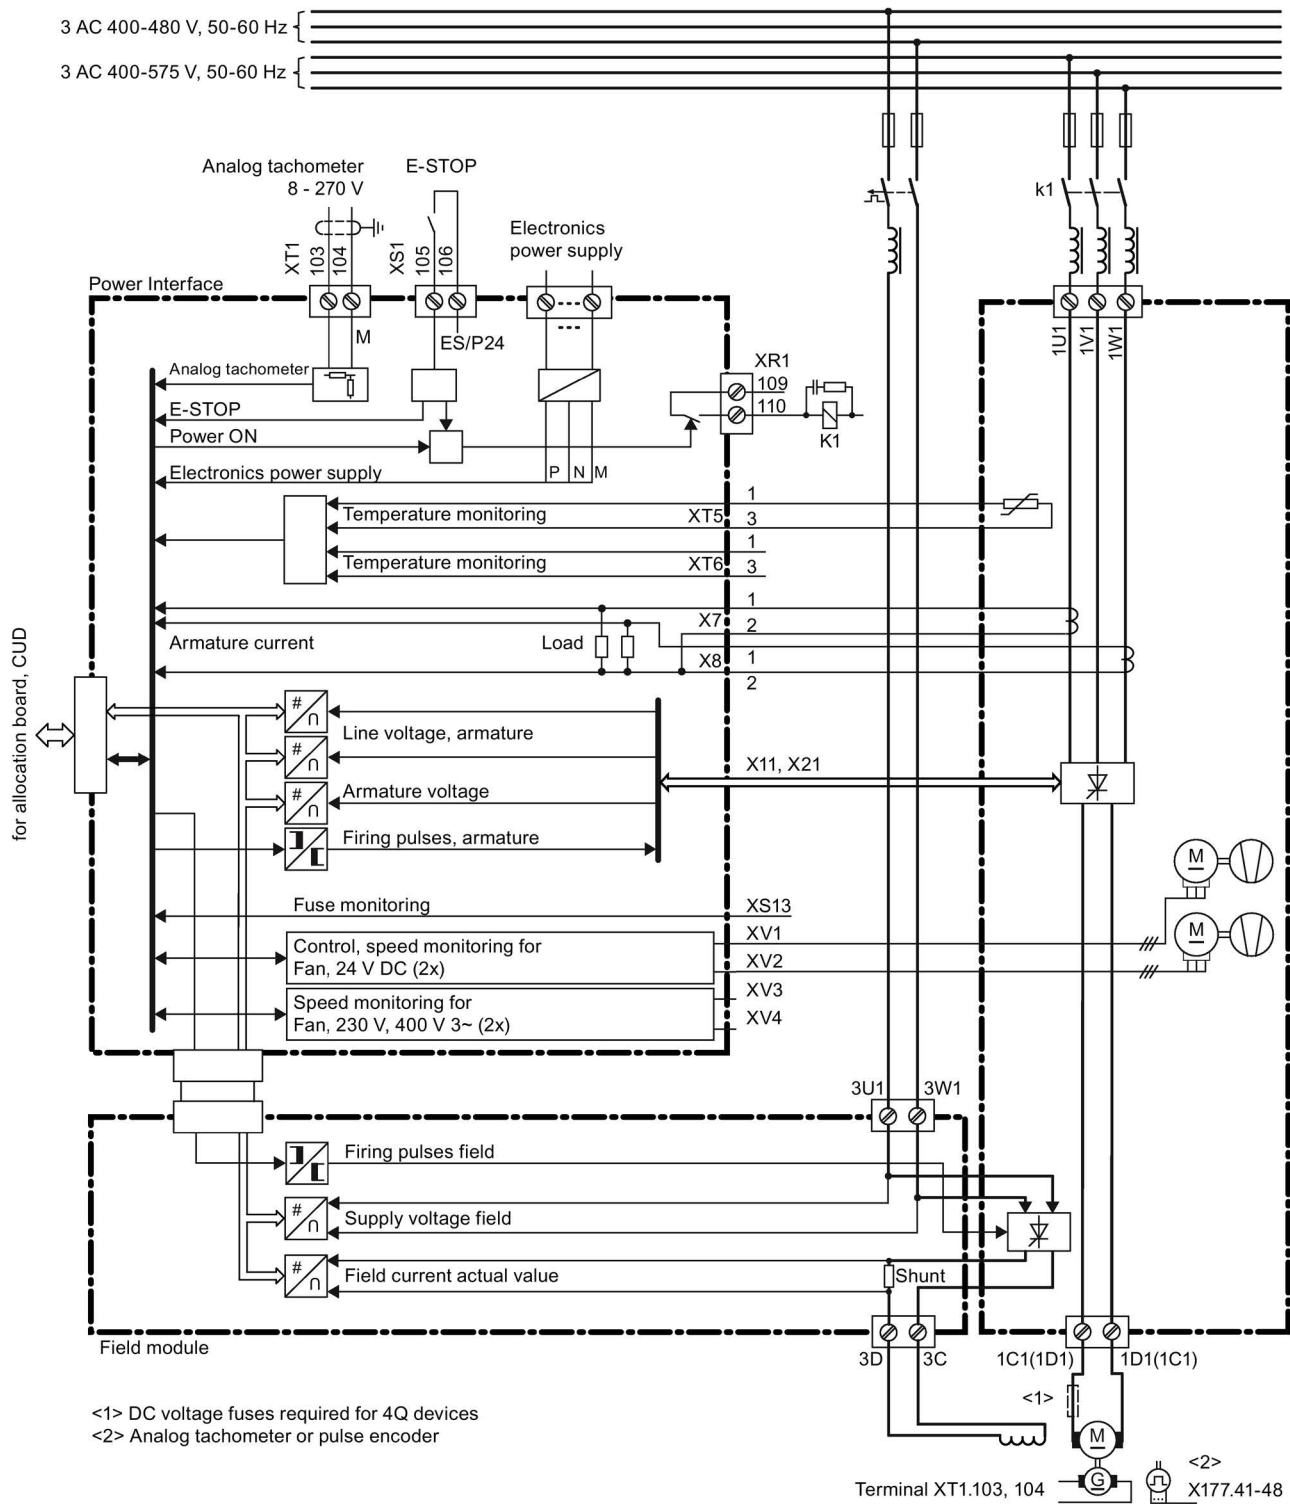 3 AC 400-480 V, 50-60 Hz
3 AC 400-575 V, 50-60 Hz
Analog tachometer
8 - 270 V
E-STOP
k1
Electronics
power supply
XT1
103
104
XS1
105
106
Power Interface
M
ES/P24
1U1
1V1
1W1
XR1
109
110
K1
Analog tachometer
E-STOP
Power ON
Electronics power supply
P
N
M
1
Temperature monitoring
XT5
3
1
Temperature monitoring
XT6
3
1
X7
2
Armature current
Load
X8
1
2
for allocation board, CUD
#
∩
Line voltage, armature
#
∩
X11, X21
#
∩
Armature voltage
Firing pulses, armature
M
Fuse monitoring
XS13
XV1
M
Control, speed monitoring for
Fan, 24 V DC (2x)
XV2
XV3
Speed monitoring for
Fan, 230 V, 400 V 3~ (2x)
XV4
3U1
3W1
Firing pulses field
#
∩
Supply voltage field
#
∩
Field current actual value
Shunt
Field module
3D
3C
1C1(1D1)
1D1(1C1)
<1>
<1> DC voltage fuses required for 4Q devices
<2> Analog tachometer or pulse encoder
M
<2>
G
Terminal XT1.103, 104
X177.41-48